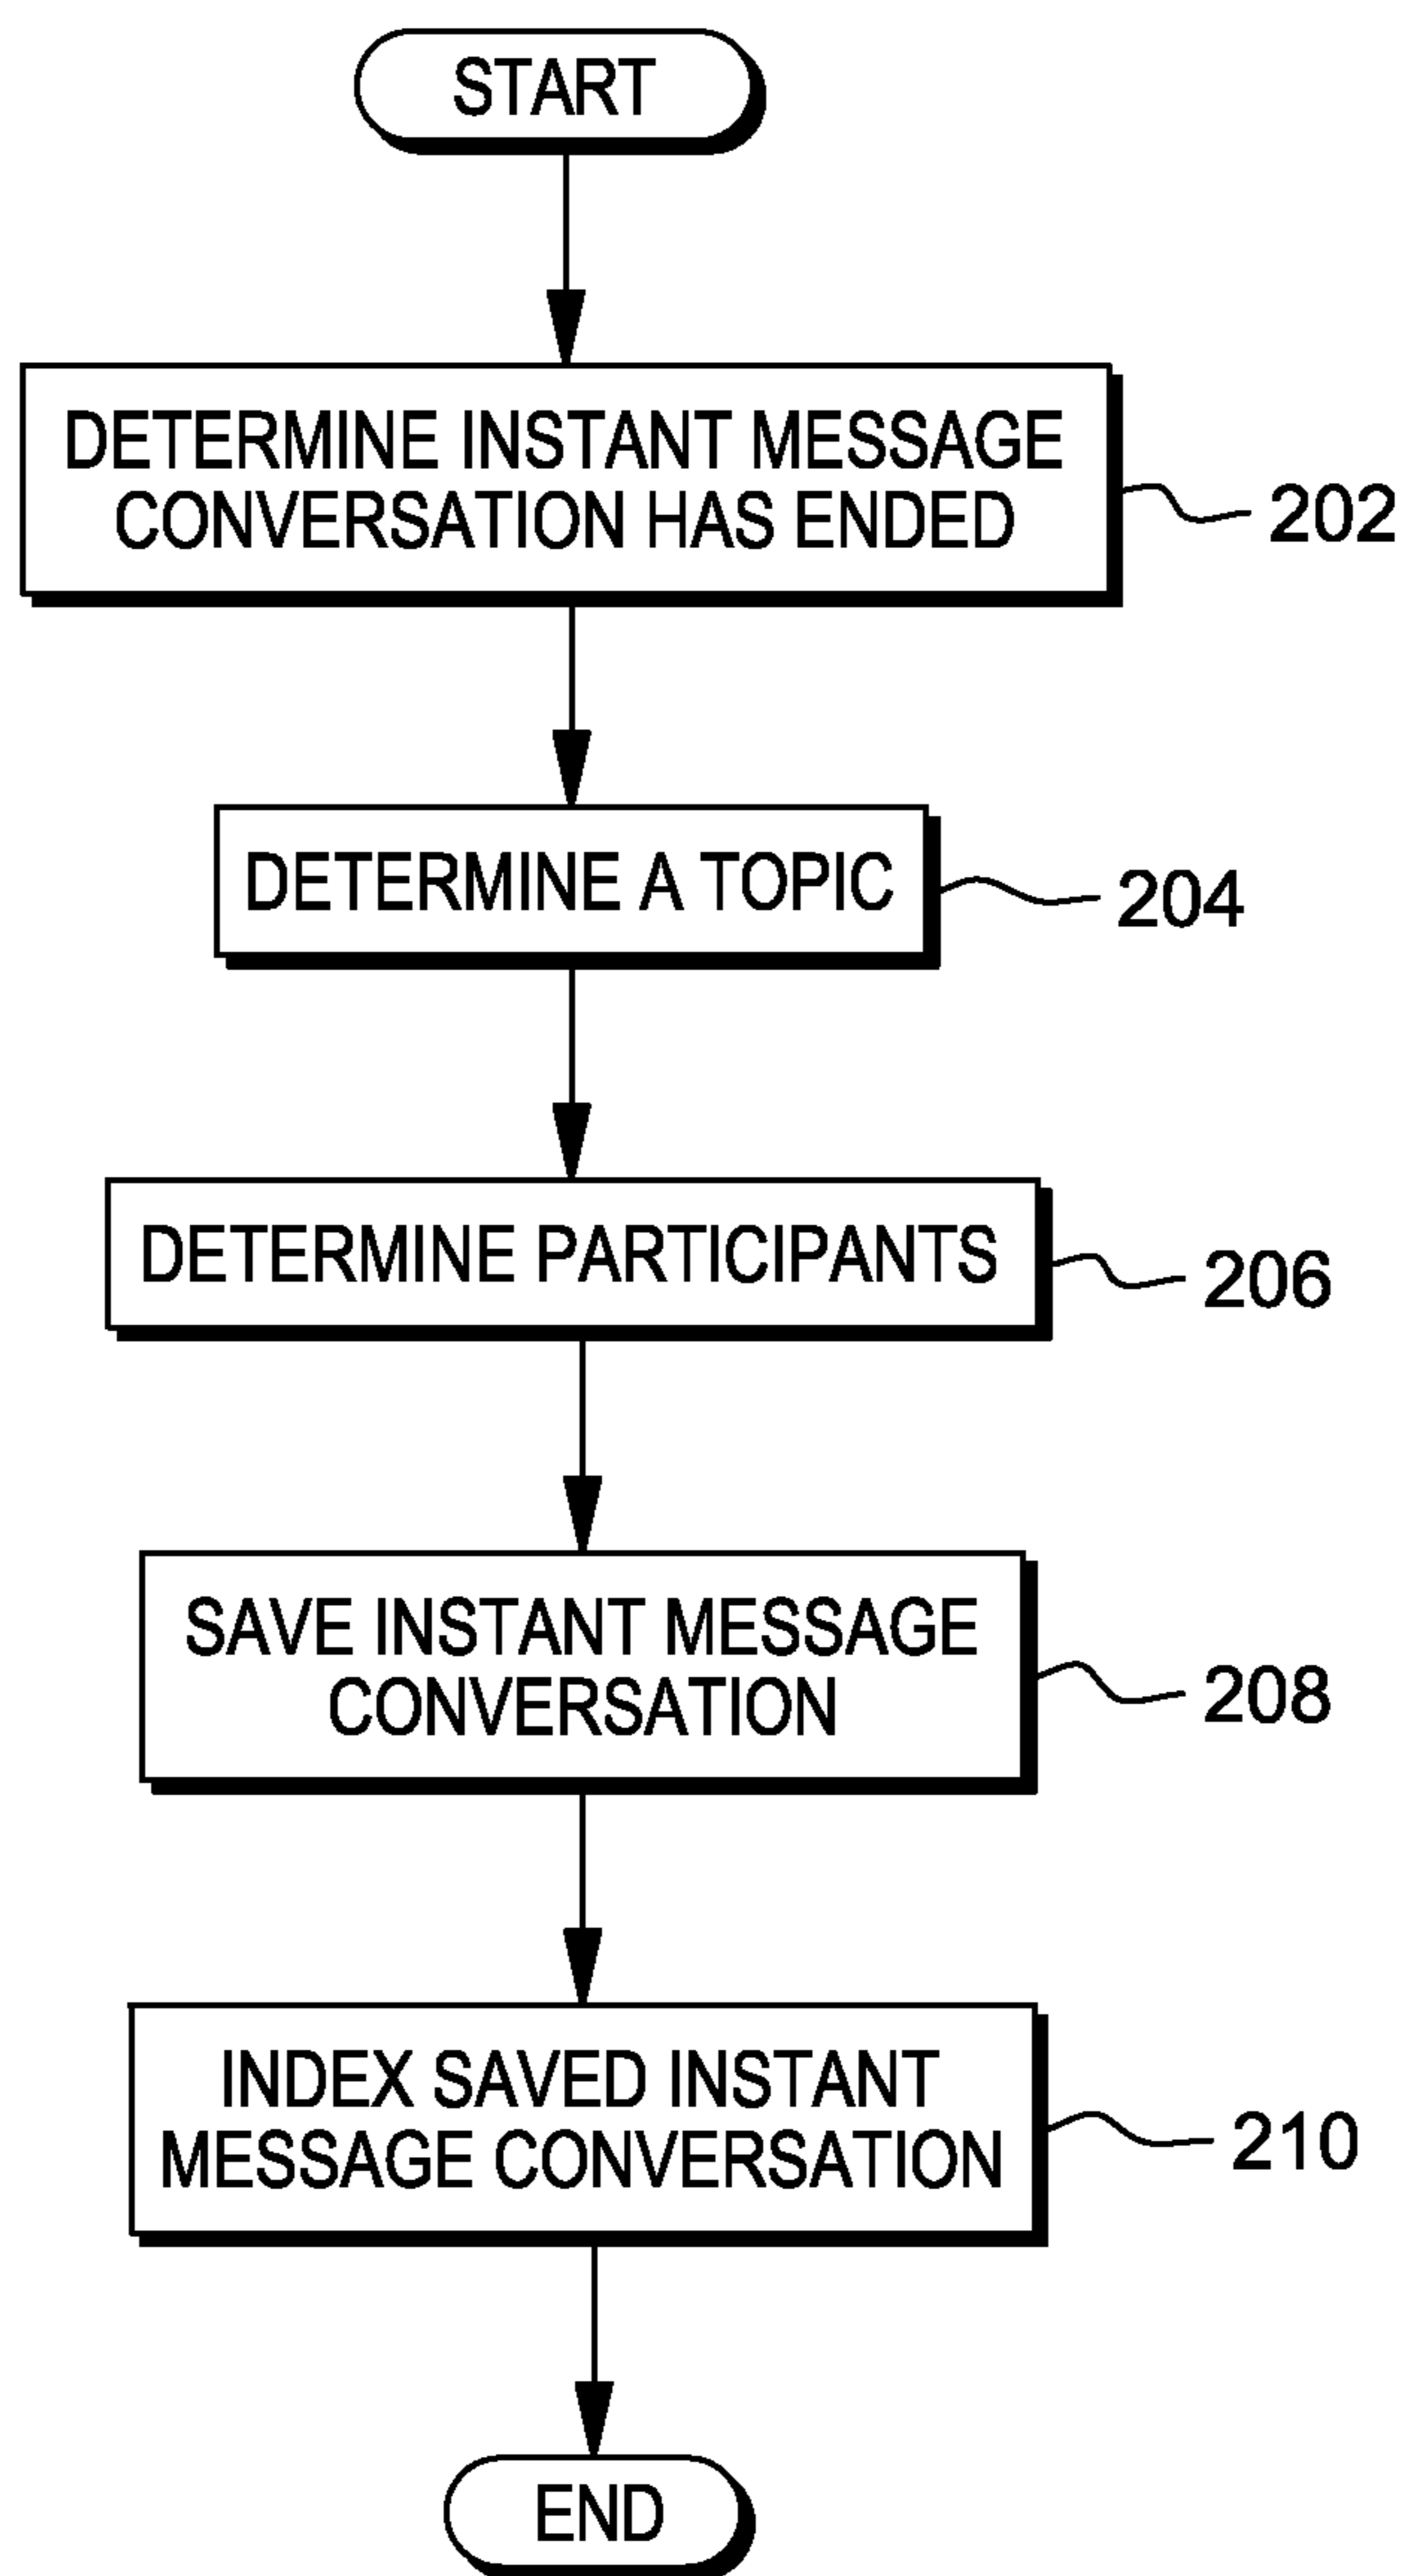 START
DETERMINE INSTANT MESSAGE
CONVERSATION HAS ENDED
202
DETERMINE A TOPIC
204
DETERMINE PARTICIPANTS
206
SAVE INSTANT MESSAGE
CONVERSATION
208
INDEX SAVED INSTANT
MESSAGE CONVERSATION
210
END